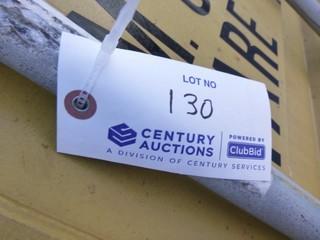 LOT NO
130
CENTURY
AUCTIONS
A DIVISION OF CENTURY SERVICES
POWERED BY
ClubBid